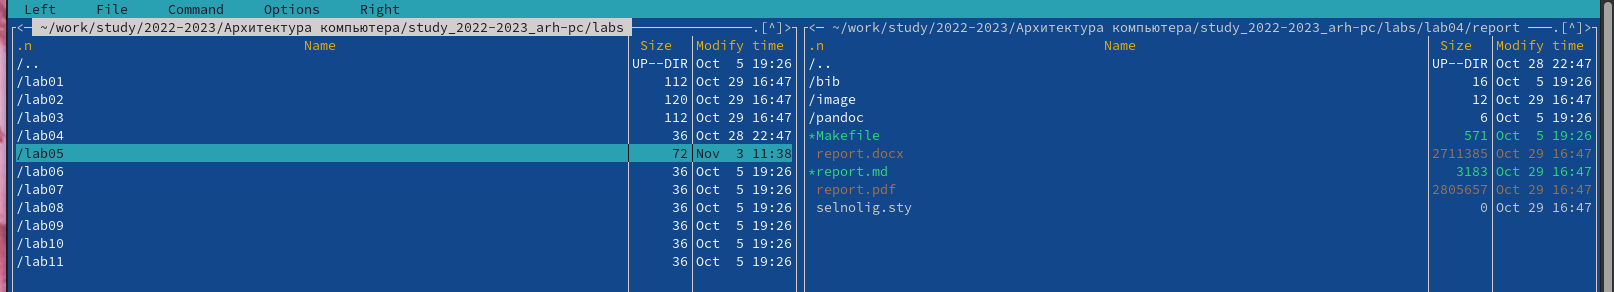 Left File Command Options Right
<─ ~/work/study/2022-2023/Архитектура компьютера/study_2022-2023_arh-pc/labs ─.[^]>
.n Name Size Modify time
/.. UP--DIR Oct 5 19:26
/lab01 112 Oct 29 16:47
/lab02 120 Oct 29 16:47
/lab03 112 Oct 29 16:47
/lab04 36 Oct 28 22:47
/lab05 72 Nov 3 11:38
/lab06 36 Oct 5 19:26
/lab07 36 Oct 5 19:26
/lab08 36 Oct 5 19:26
/lab09 36 Oct 5 19:26
/lab10 36 Oct 5 19:26
/lab11 36 Oct 5 19:26
<─ ~/work/study/2022-2023/Архитектура компьютера/study_2022-2023_arh-pc/labs/lab04/report ─.[^]>
.n Name Size Modify time
/.. UP--DIR Oct 28 22:47
/bib 16 Oct 5 19:26
/image 12 Oct 29 16:47
/pandoc 6 Oct 5 19:26
*Makefile 571 Oct 5 19:26
report.docx 2711385 Oct 29 16:47
*report.md 3183 Oct 29 16:47
report.pdf 2805657 Oct 29 16:47
selnolig.sty 0 Oct 29 16:47